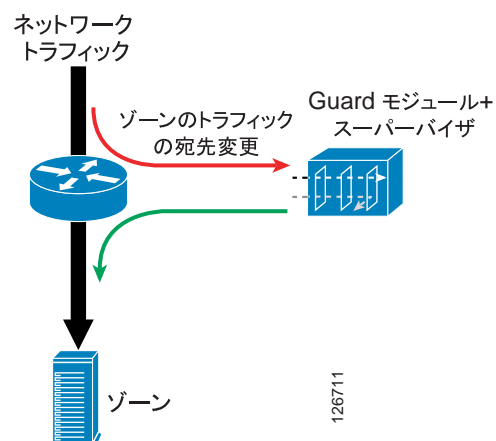 ネットワーク
トラフィック
ゾーンのトラフィック
の宛先変更
Guard モジュール+
スーパーバイザ
ゾーン
126711